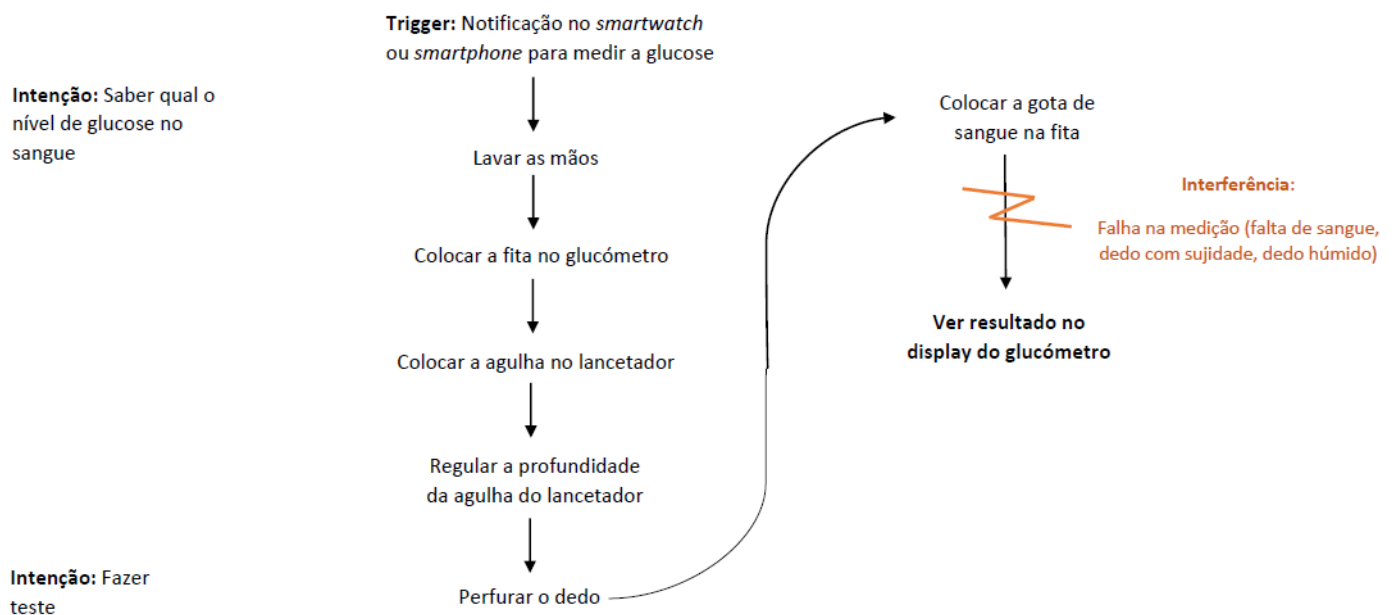 Trigger: Notificação no smartwatch
ou smartphone para medir a glucose
Intenção: Saber qual o
nível de glucose no
sangue
Lavar as mãos
Colocar a fita no glucómetro
Colocar a agulha no lancetador
Regular a profundidade
da agulha do lancetador
Intenção: Fazer
teste
Perfurar o dedo
Colocar a gota de
sangue na fita
Interferência:
Falha na medição (falta de sangue,
dedo com sujidade, dedo húmido)
Ver resultado no
display do glucómetro